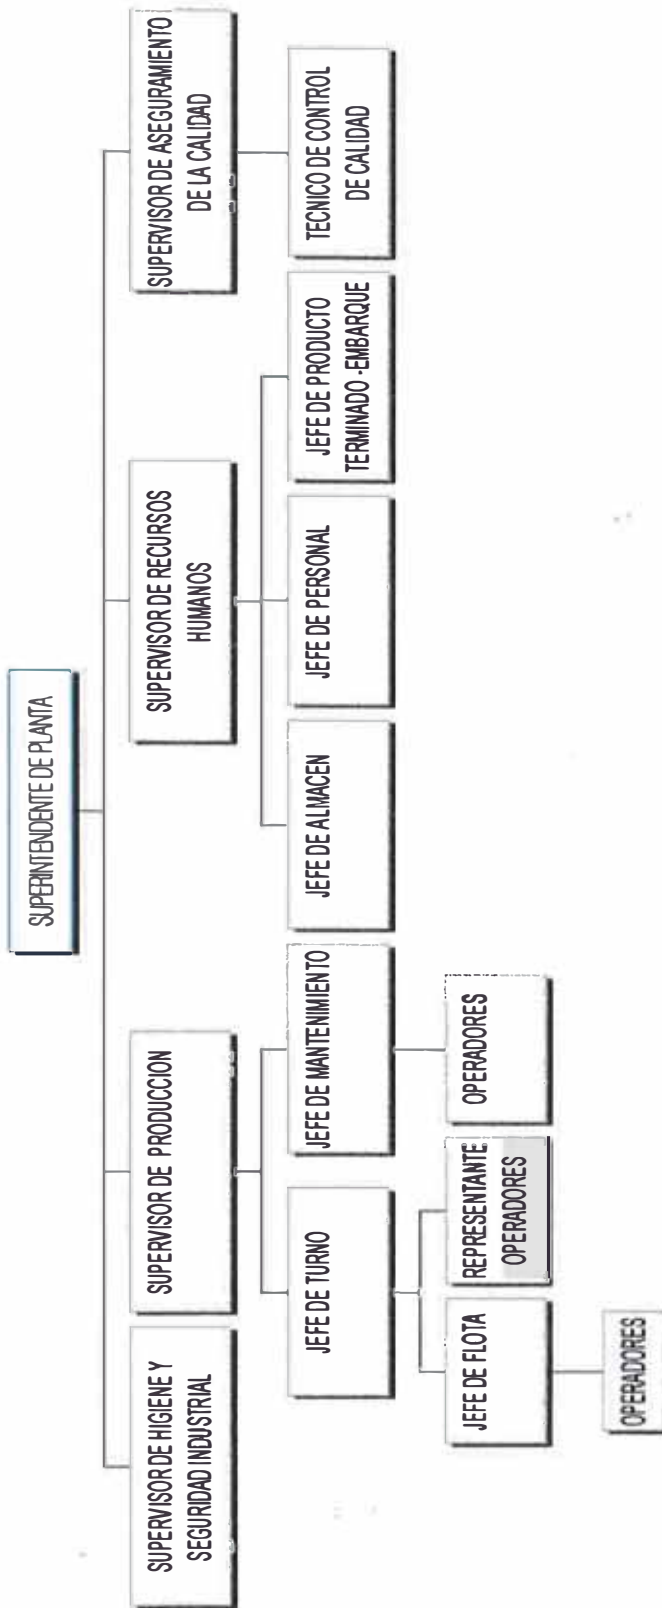 SUPERINTENDENTE DE PLANTA
SUPERVISOR DE HIGIENE Y
SEGURIDAD INDUSTRIAL
SUPERVISOR DE PRODUCCION
SUPERVISOR DE RECURSOS
HUMANOS
SUPERVISOR DE ASEGURAMIENTO
DE LA CALIDAD
JEFE DE TURNO
JEFE DE MANTENIMIENTO
JEFE DE ALMACEN
JEFE DE PERSONAL
JEFE DE PRODUCTO
TERMINADO -EMBARQUE
TECNICO DE CONTROL
DE CALIDAD
JEFE DE FLOTA
REPRESENTANTE
OPERADORES
OPERADORES
OPERADORES